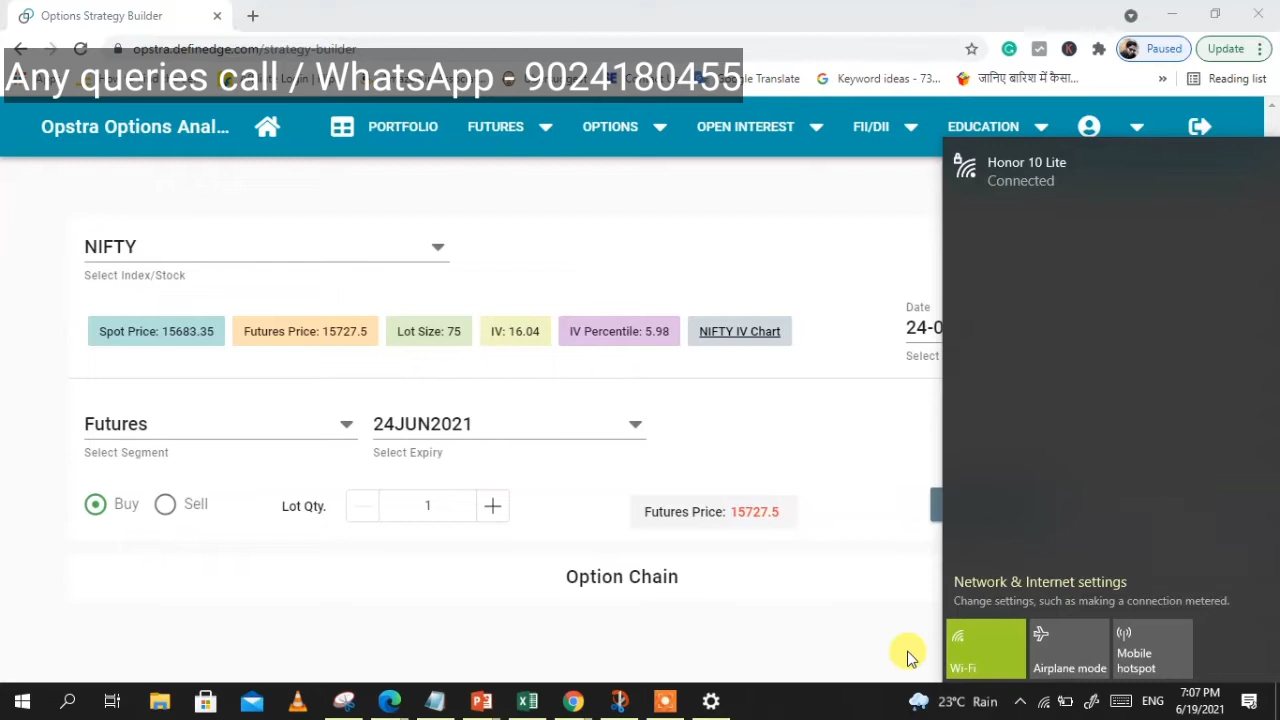 Options Strategy Builder
opstra.definedge.com/strategy-builder
Paused
Update
Any queries call / WhatsApp - 9024180455
Google Translate
Keyword ideas - 73...
जानिए बारिश में कैसा...
Reading list
Opstra Options Anal...
PORTFOLIO
FUTURES
OPTIONS
OPEN INTEREST
FII/DII
EDUCATION
Honor 10 Lite
Connected
NIFTY
Select Index/Stock
Date
Spot Price: 15683.35
Futures Price: 15727.5
Lot Size: 75
IV: 16.04
IV Percentile: 5.98
NIFTY IV Chart
24-0
Select
Futures
24JUN2021
Select Segment
Select Expiry
Buy
Sell
Lot Qty.
1
Futures Price: 15727.5
Option Chain
Network & Internet settings
Change settings, such as making a connection metered.
Wi-Fi
Airplane mode
Mobile
hotspot
23°C Rain
ENG
7:07 PM
6/19/2021